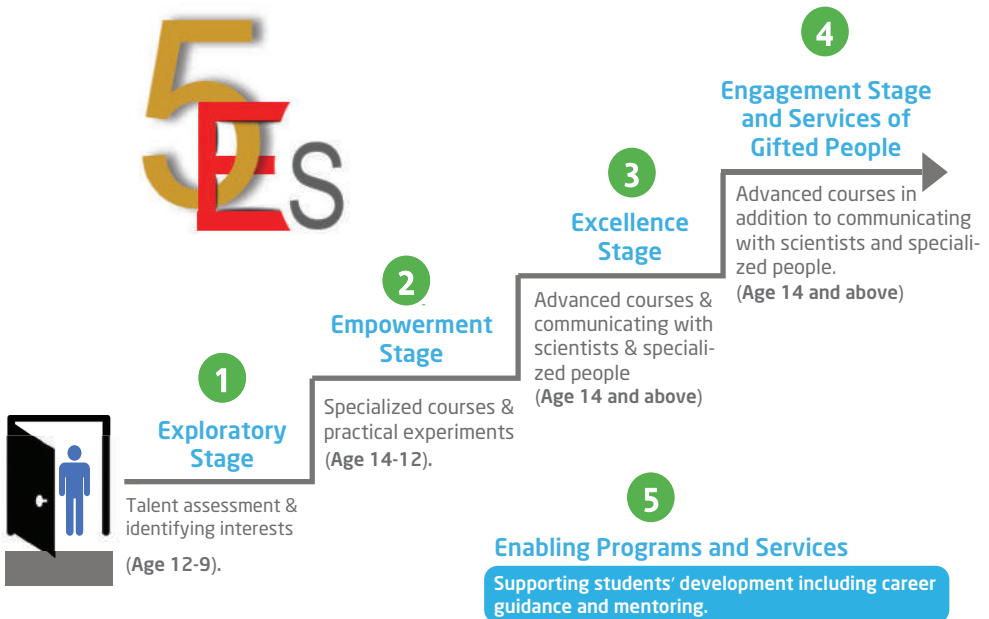 5Es
1
Exploratory
Stage
Talent assessment &
identifying interests
(Age 12-9).
2
Empowerment
Stage
Specialized courses &
practical experiments
(Age 14-12).
3
Excellence
Stage
Advanced courses &
communicating with
scientists & speciali-
zed people
(Age 14 and above)
4
Engagement Stage
and Services of
Gifted People
Advanced courses in
addition to communicating
with scientists and speciali-
zed people.
(Age 14 and above)
5
Enabling Programs and Services
Supporting students’ development including career
guidance and mentoring.